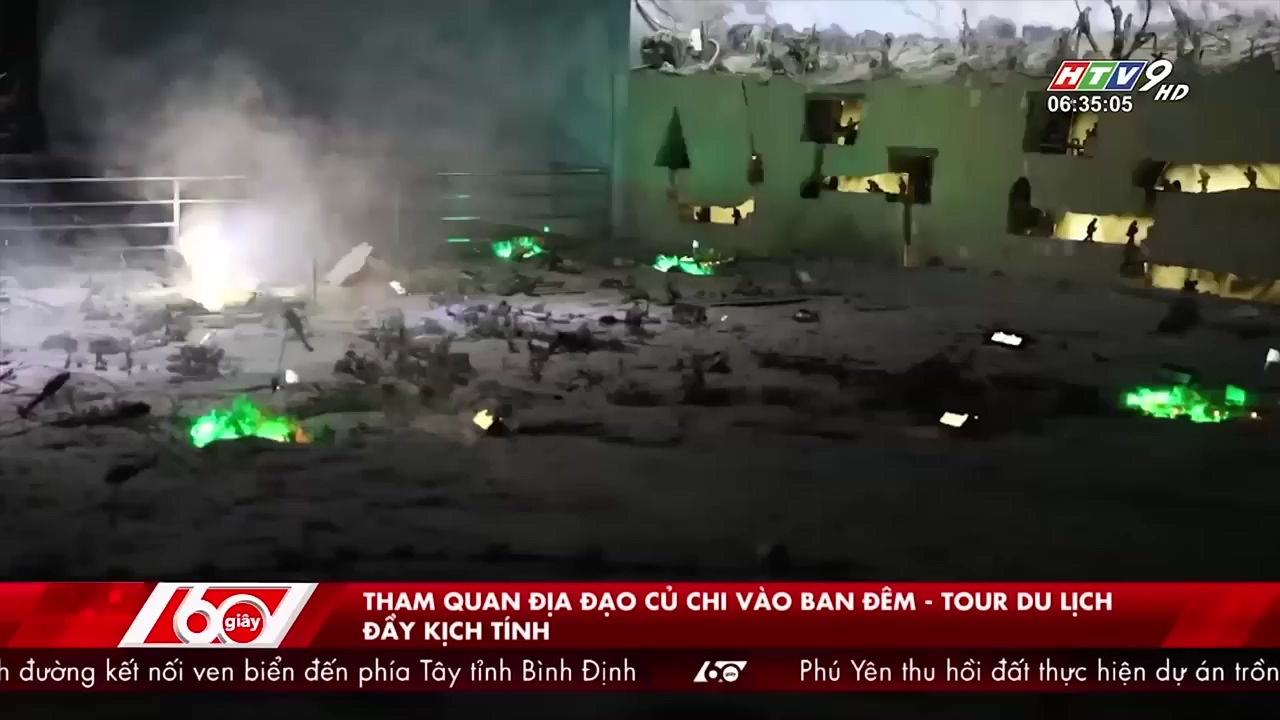 HTV9 HD
06:35:05
60 giây
THAM QUAN ĐỊA ĐẠO CỦ CHI VÀO BAN ĐÊM - TOUR DU LỊCH
ĐẦY KỊCH TÍNH
đường kết nối ven biển đến phía Tây tỉnh Bình Định 60 giây Phú Yên thu hồi đất thực hiện dự án